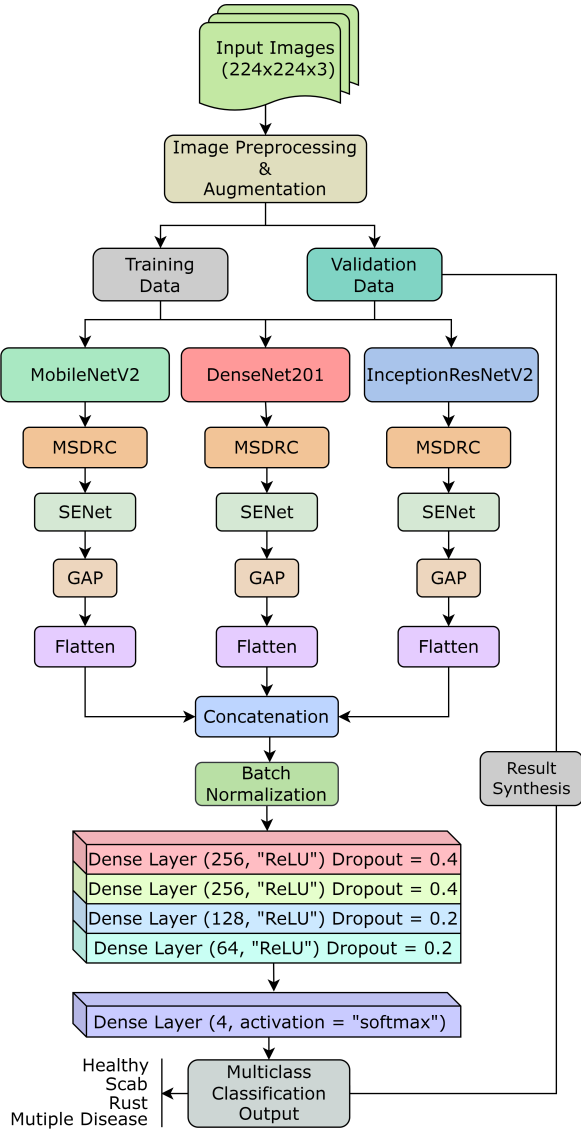 Input Images
(224x224x3)
Image Preprocessing
&
Augmentation
Training
Data
Validation
Data
MobileNetV2
DenseNet201
InceptionResNetV2
MSDRC
MSDRC
MSDRC
SENet
SENet
SENet
GAP
GAP
GAP
Flatten
Flatten
Flatten
Concatenation
Batch
Normalization
Result
Synthesis
Dense Layer (256, "ReLU") Dropout = 0.4
Dense Layer (256, "ReLU") Dropout = 0.4
Dense Layer (128, "ReLU") Dropout = 0.2
Dense Layer (64, "ReLU") Dropout = 0.2
Dense Layer (4, activation = "softmax")
Multiclass
Classification
Output
Healthy
Scab
Rust
Mutiple Disease